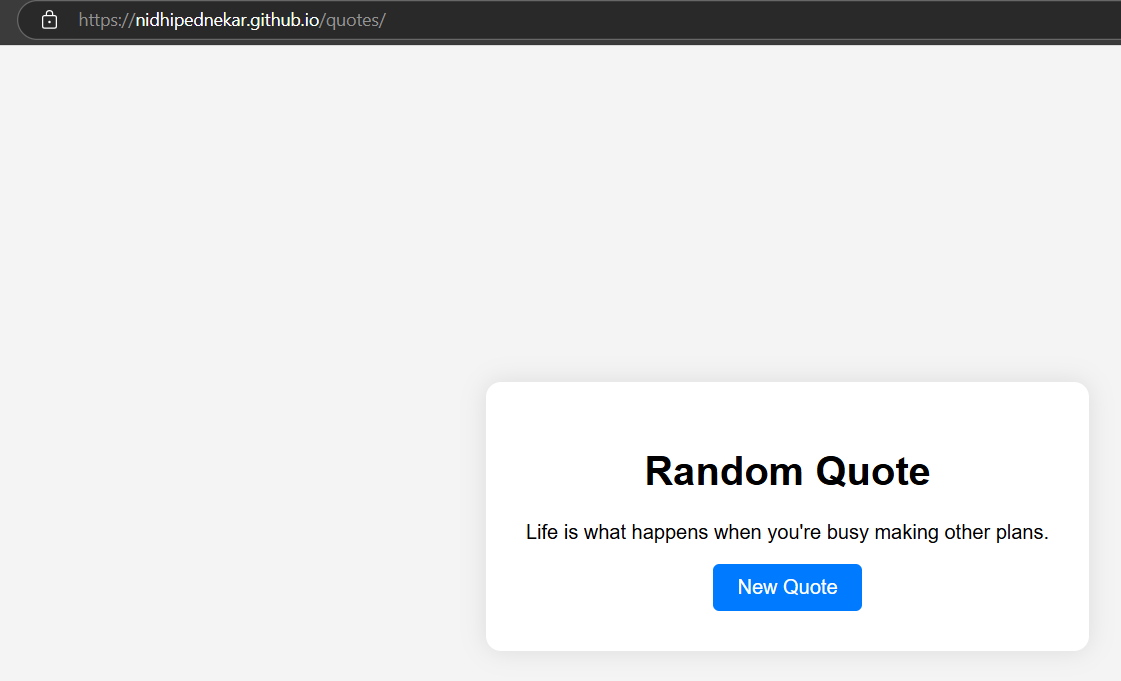 https://nidhipednekar.github.io/quotes/
Random Quote
Life is what happens when you're busy making other plans.
New Quote